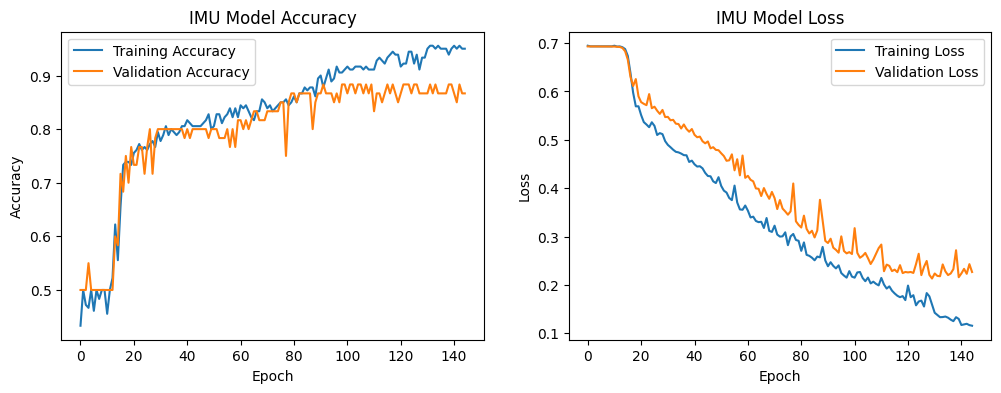 IMU Model Accuracy
Training Accuracy
Validation Accuracy
Accuracy
0.9
0.8
0.7
0.6
0.5
0 20 40 60 80 100 120 140
Epoch
IMU Model Loss
Training Loss
Validation Loss
Loss
0.7
0.6
0.5
0.4
0.3
0.2
0.1
0 20 40 60 80 100 120 140
Epoch